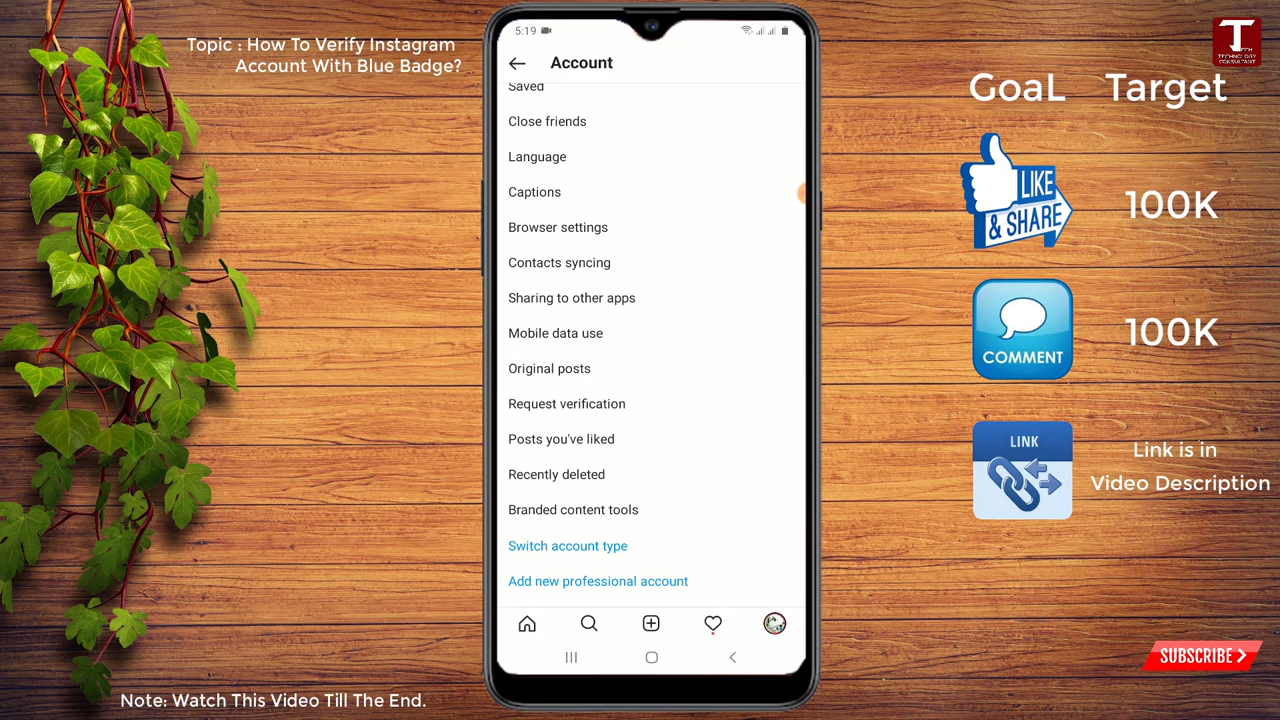 Topic : How To Verify Instagram
Account With Blue Badge?
5:19
Account
Saved
Close friends
Language
Captions
Browser settings
Contacts syncing
Sharing to other apps
Mobile data use
Original posts
Request verification
Posts you've liked
Recently deleted
Branded content tools
Switch account type
Add new professional account
TECH
TECHNOLOGY
CONSULTANT
GoaL Target
LIKE
& SHARE
100K
COMMENT
100K
LINK
Link is in
Video Description
SUBSCRIBE
Note: Watch This Video Till The End.